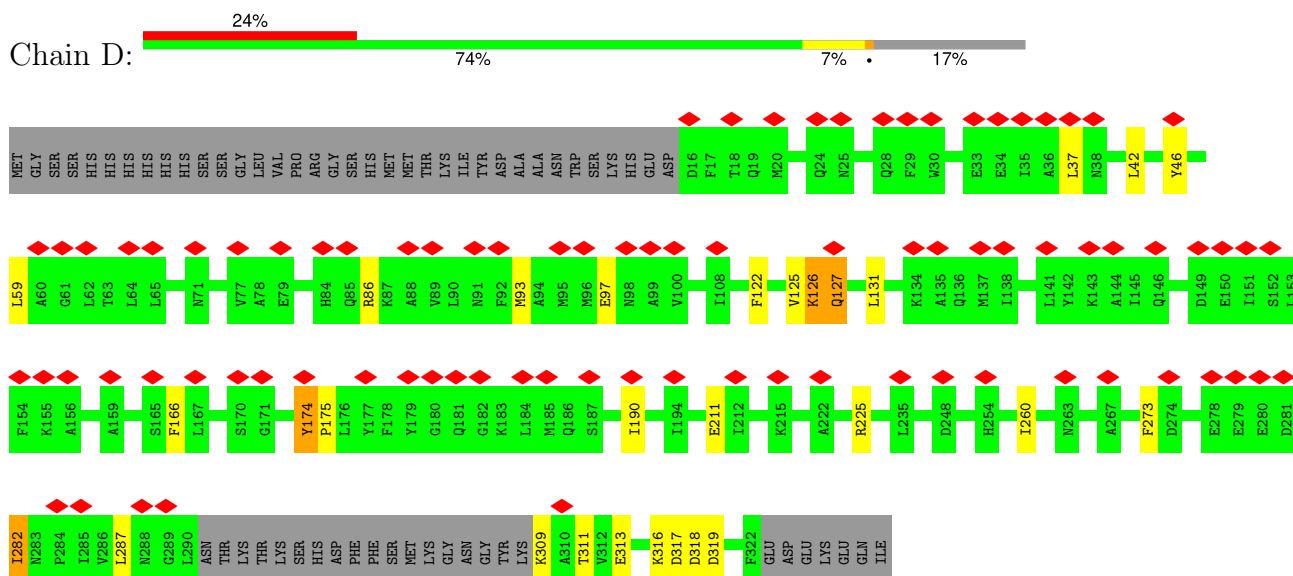 24%
Chain D:
74% 7% • 17%
MET GLY SER SER HIS HIS HIS HIS HIS HIS SER SER GLY LEU VAL PRO ARG GLY SER HIS MET MET THR LYS ILE TYR ASP ALA ALA ASN TRP SER LYS HIS GLU ASP D16 F17 T18 Q19 M20 Q24 N25 Q28 F29 W30 E33 E34 I35 A36 L37 N38 L42 Y46
L59 A60 G61 L62 T63 L64 L65 N71 V77 A78 E79 H84 Q85 R86 K87 A88 V89 L90 N91 F92 M93 A94 M95 M96 E97 N98 A99 V100 I108 F122 V125 K126 Q127 L131 K134 A135 Q136 M137 I138 L141 Y142 K143 A144 I145 Q146 D149 E150 I151 S152 L153
F154 K155 A156 A159 S165 F166 L167 S170 G171 Y174 P175 L176 Y177 F178 Y179 G180 Q181 G182 K183 L184 M185 Q186 S187 I190 I194 E211 I212 K215 A222 R225 L235 D248 H254 I260 N263 A267 F273 D274 E278 E279 E280 D281
I282 N283 P284 I285 V286 L287 N288 G289 L290 ASN THR LYS THR LYS SER HIS ASP PHE PHE SER MET LYS GLY ASN GLY TYR LYS K309 A310 T311 V312 E313 K316 D317 D318 D319 F322 GLU ASP GLU LYS GLU GLN ILE